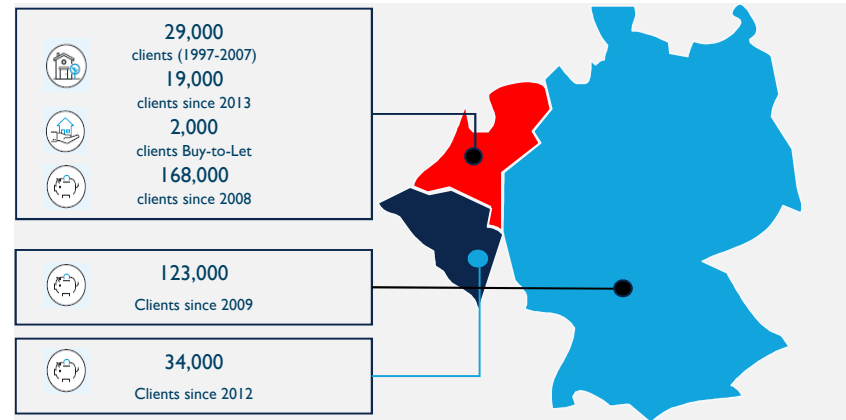 29,000
clients (1997-2007)
19,000
clients since 2013
2,000
clients Buy-to-Let
168,000
clients since 2008
123,000
Clients since 2009
34,000
Clients since 2012